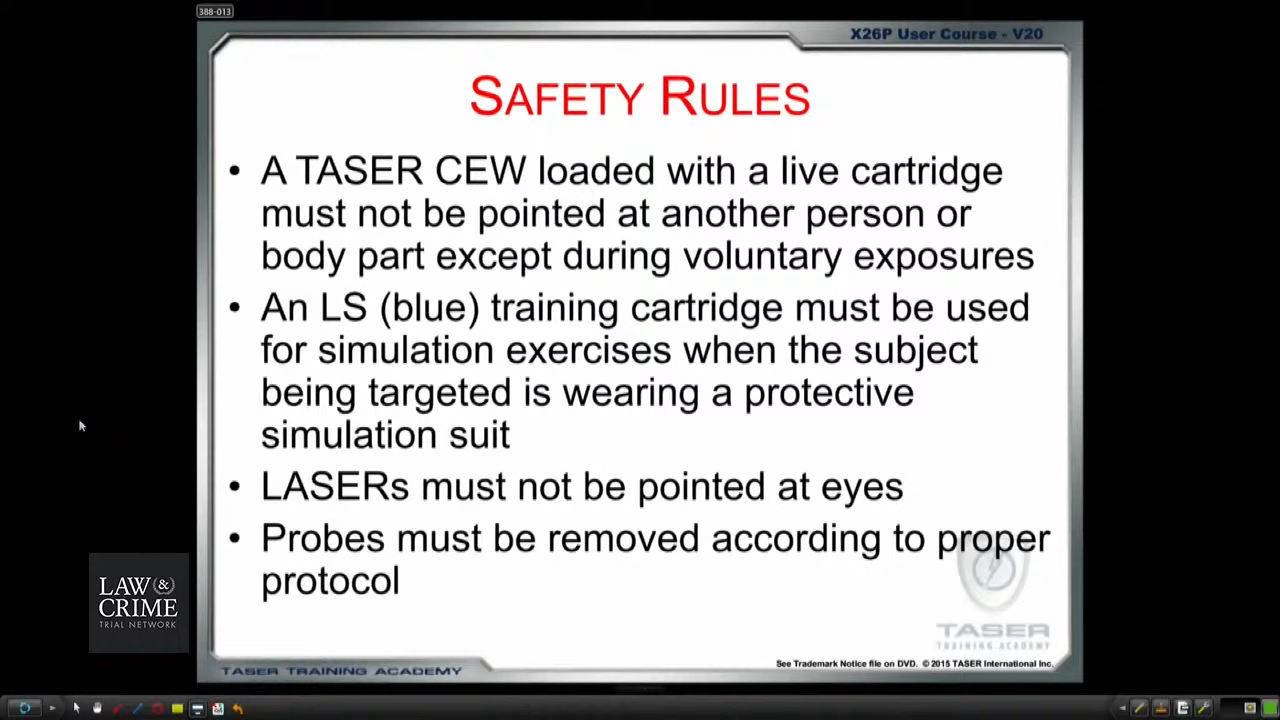 388-013
X26P User Course - V20
SAFETY RULES
• A TASER CEW loaded with a live cartridge
must not be pointed at another person or
body part except during voluntary exposures
• An LS (blue) training cartridge must be used
for simulation exercises when the subject
being targeted is wearing a protective
simulation suit
• LASERs must not be pointed at eyes
• Probes must be removed according to proper
protocol
LAW &
CRIME
TRIAL NETWORK
TASER
TRAINING ACADEMY
TASER TRAINING ACADEMY
See Trademark Notice file on DVD. © 2015 TASER International Inc.